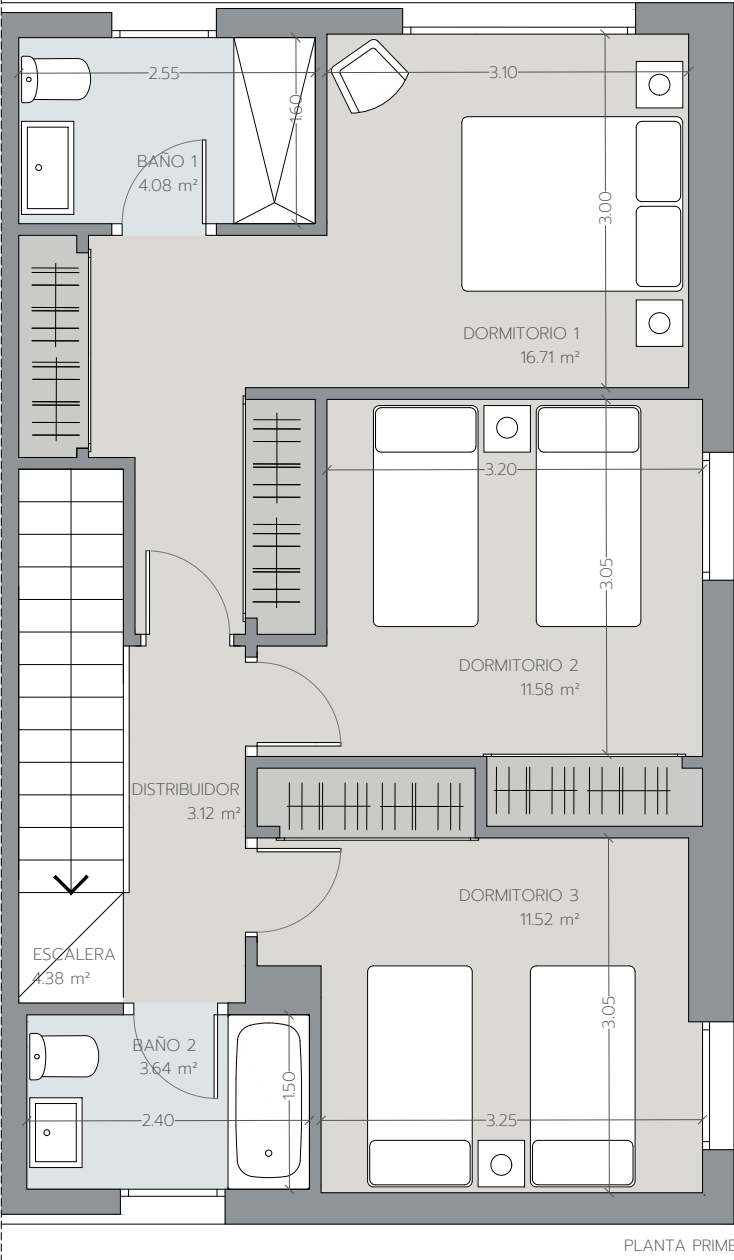 2.55
3.10
1.60
BAÑO 1
4.08 m²
3.00
DORMITORIO 1
16.71 m²
3.20
3.05
DORMITORIO 2
11.58 m²
DISTRIBUIDOR
3.12 m²
DORMITORIO 3
11.52 m²
ESCALERA
4.38 m²
3.05
BAÑO 2
3.64 m²
1.50
2.40
3.25
PLANTA PRIME